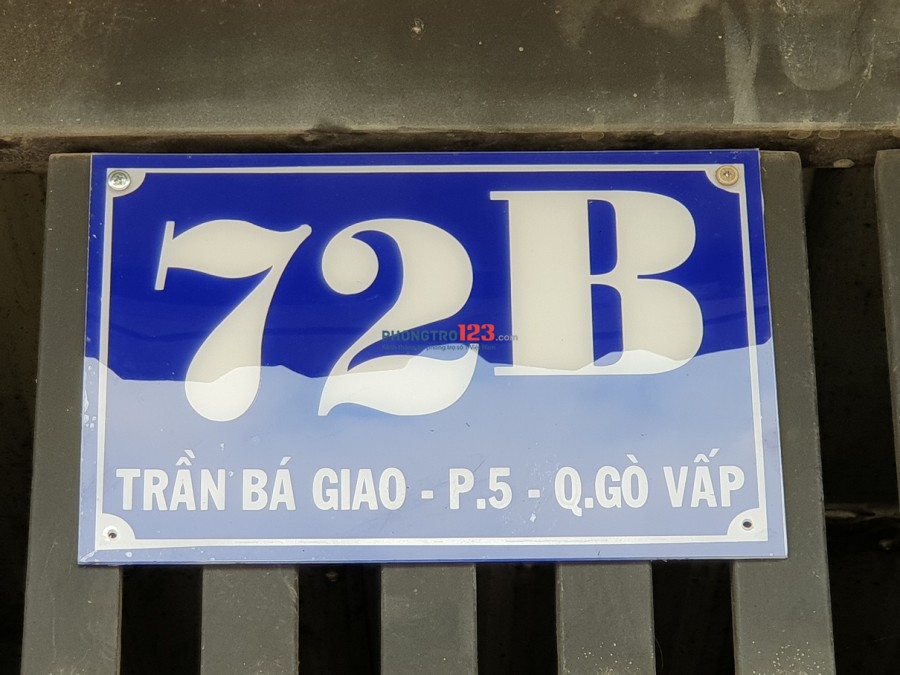 72B
PHONGTRO123.com
TRẦN BÁ GIAO - P.5 - Q.GÒ VẤP